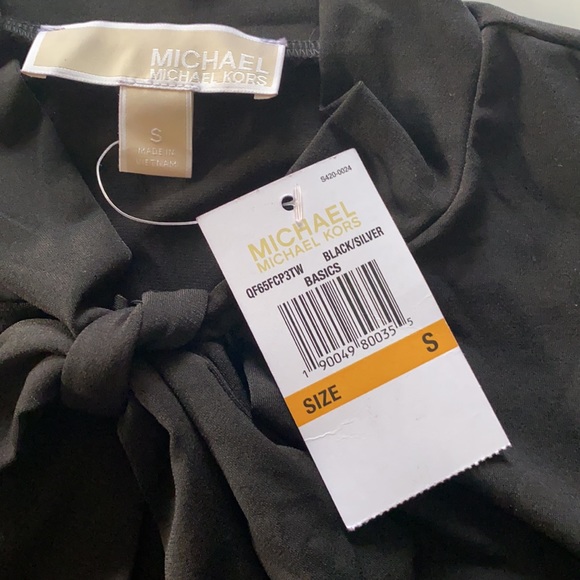 MICHAEL
MICHAEL KORS
S
MADE IN
VIETNAM
S420-0024
MICHAEL
MICHAEL KORS
QF65FCP3TW BLACK/SILVER
BASICS
1 90049 80035 5
SIZE S